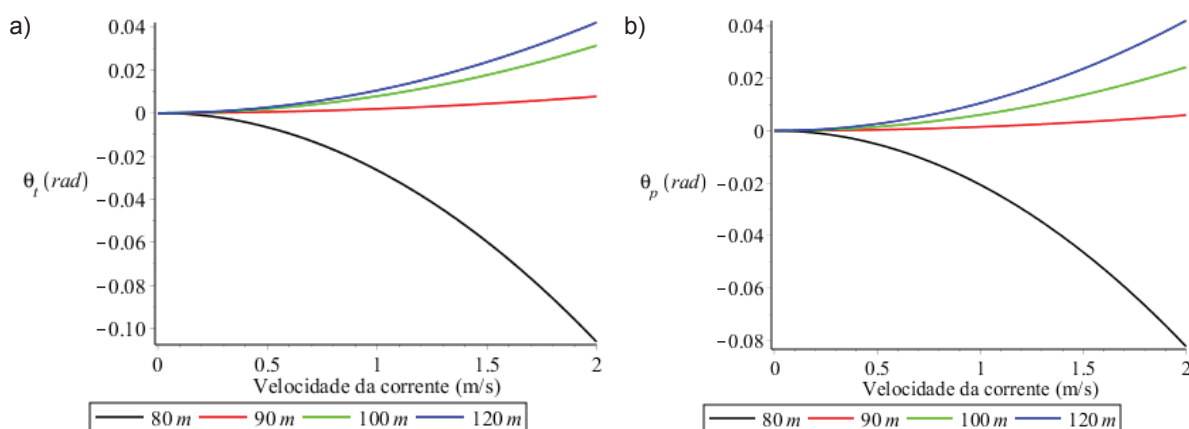 a)
0.04
0.02
0
−0.02
−0.04
−0.06
−0.08
−0.10
θt (rad)
0 0.5 1 1.5 2
Velocidade da corrente (m/s)
80 m 90 m 100 m 120 m
b)
0.04
0.02
0
−0.02
−0.04
−0.06
−0.08
θp (rad)
0 0.5 1 1.5 2
Velocidade da corrente (m/s)
80 m 90 m 100 m 120 m